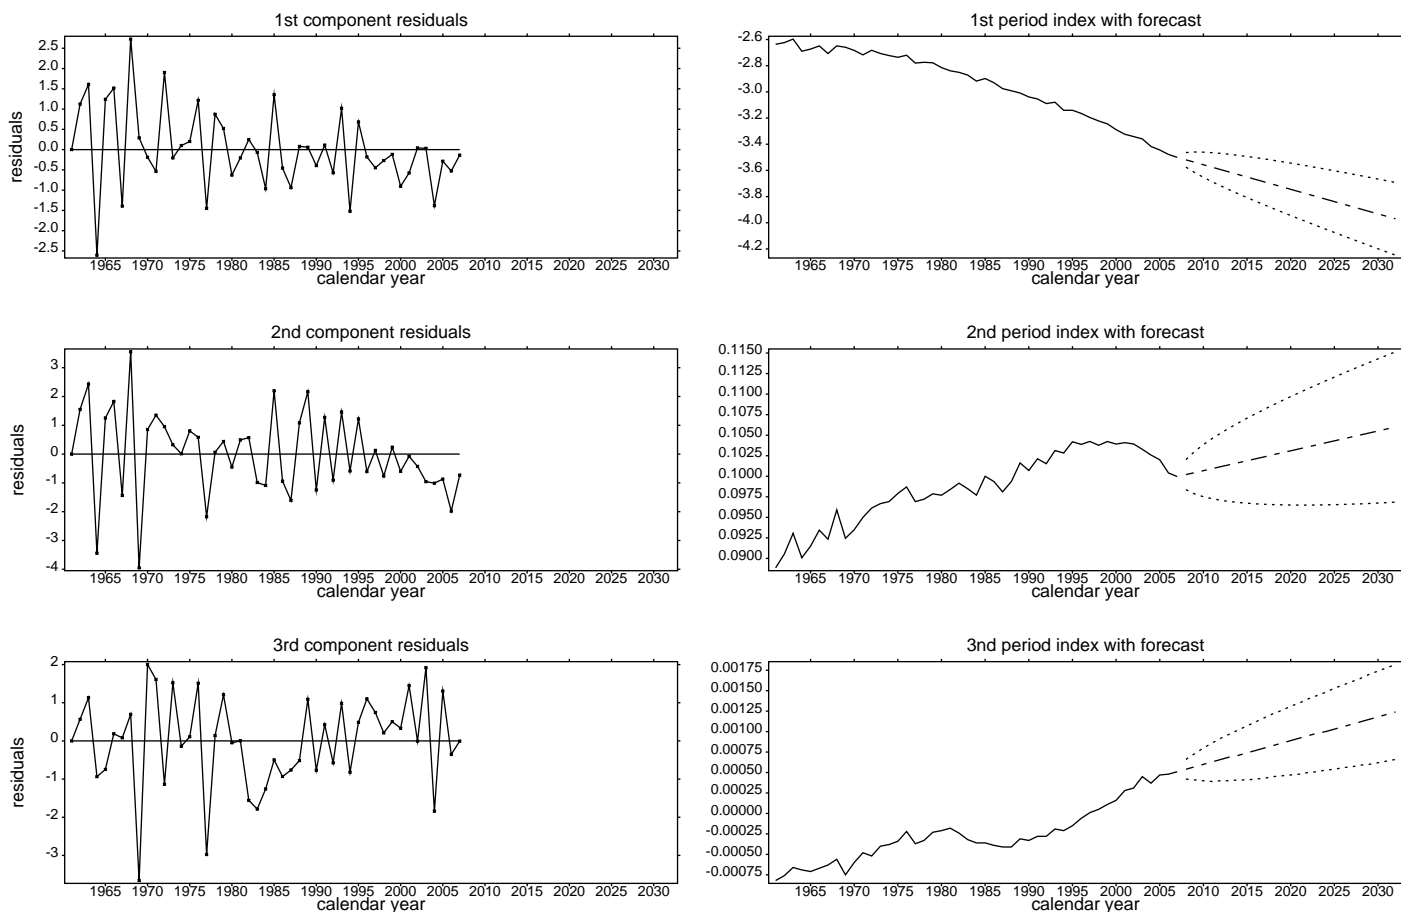 1st component residuals
residuals
2.5
2.0
1.5
1.0
0.5
0.0
-0.5
-1.0
-1.5
-2.0
-2.5
1965 1970 1975 1980 1985 1990 1995 2000 2005 2010 2015 2020 2025 2030
calendar year
1st period index with forecast
-2.6
-2.8
-3.0
-3.2
-3.4
-3.6
-3.8
-4.0
-4.2
1965 1970 1975 1980 1985 1990 1995 2000 2005 2010 2015 2020 2025 2030
calendar year
2nd component residuals
residuals
3
2
1
0
-1
-2
-3
-4
1965 1970 1975 1980 1985 1990 1995 2000 2005 2010 2015 2020 2025 2030
calendar year
2nd period index with forecast
0.1150
0.1125
0.1100
0.1075
0.1050
0.1025
0.1000
0.0975
0.0950
0.0925
0.0900
1965 1970 1975 1980 1985 1990 1995 2000 2005 2010 2015 2020 2025 2030
calendar year
3rd component residuals
residuals
2
1
0
-1
-2
-3
1965 1970 1975 1980 1985 1990 1995 2000 2005 2010 2015 2020 2025 2030
calendar year
3nd period index with forecast
0.00175
0.00150
0.00125
0.00100
0.00075
0.00050
0.00025
0.00000
-0.00025
-0.00050
-0.00075
1965 1970 1975 1980 1985 1990 1995 2000 2005 2010 2015 2020 2025 2030
calendar year